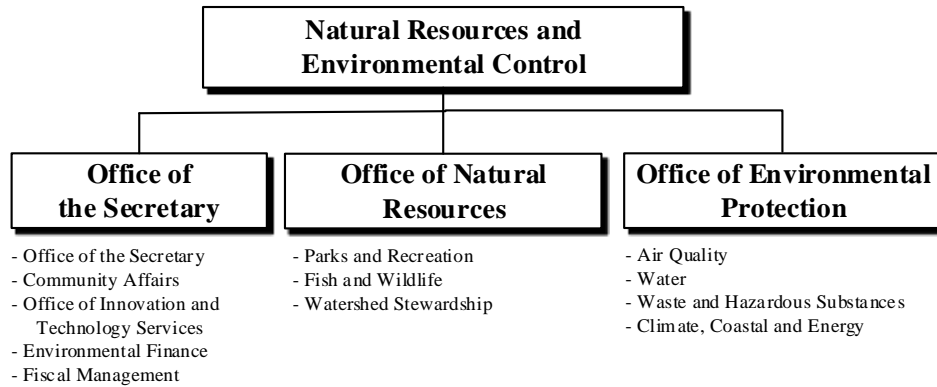 Natural Resources and
Environmental Control
Office of
the Secretary
- Office of the Secretary
- Community Affairs
- Office of Innovation and
Technology Services
- Environmental Finance
- Fiscal Management
Office of Natural
Resources
- Parks and Recreation
- Fish and Wildlife
- Watershed Stewardship
Office of Environmental
Protection
- Air Quality
- Water
- Waste and Hazardous Substances
- Climate, Coastal and Energy